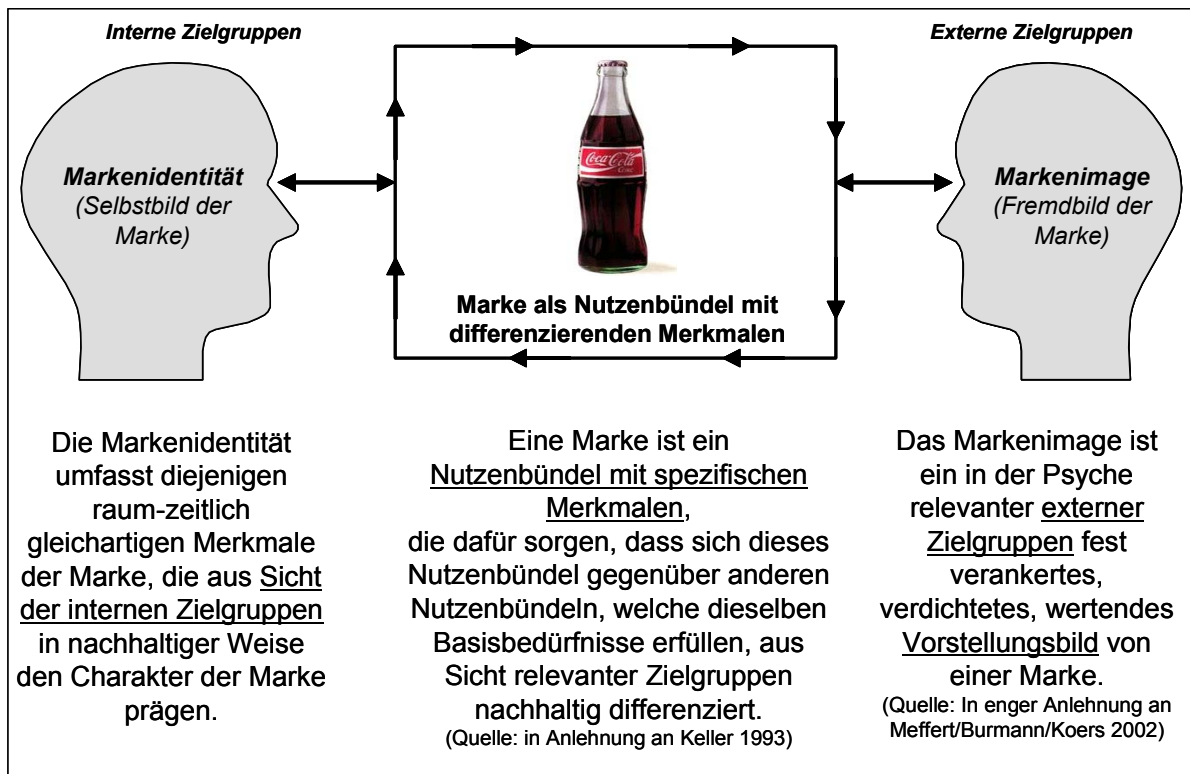 Interne Zielgruppen
Externe Zielgruppen
Markenidentität
(Selbstbild der
Marke)
Coca-Cola
Coke
Markenimage
(Fremdbild der
Marke)
Marke als Nutzenbündel mit
differenzierenden Merkmalen
Die Markenidentität
umfasst diejenigen
raum-zeitlich
gleichartigen Merkmale
der Marke, die aus Sicht
der internen Zielgruppen
in nachhaltiger Weise
den Charakter der Marke
prägen.
Eine Marke ist ein
Nutzenbündel mit spezifischen
Merkmalen,
die dafür sorgen, dass sich dieses
Nutzenbündel gegenüber anderen
Nutzenbündeln, welche dieselben
Basisbedürfnisse erfüllen, aus
Sicht relevanter Zielgruppen
nachhaltig differenziert.
(Quelle: in Anlehnung an Keller 1993)
Das Markenimage ist
ein in der Psyche
relevanter externer
Zielgruppen fest
verankertes,
verdichtetes, wertendes
Vorstellungsbild von
einer Marke.
(Quelle: In enger Anlehnung an
Meffert/Burmann/Koers 2002)